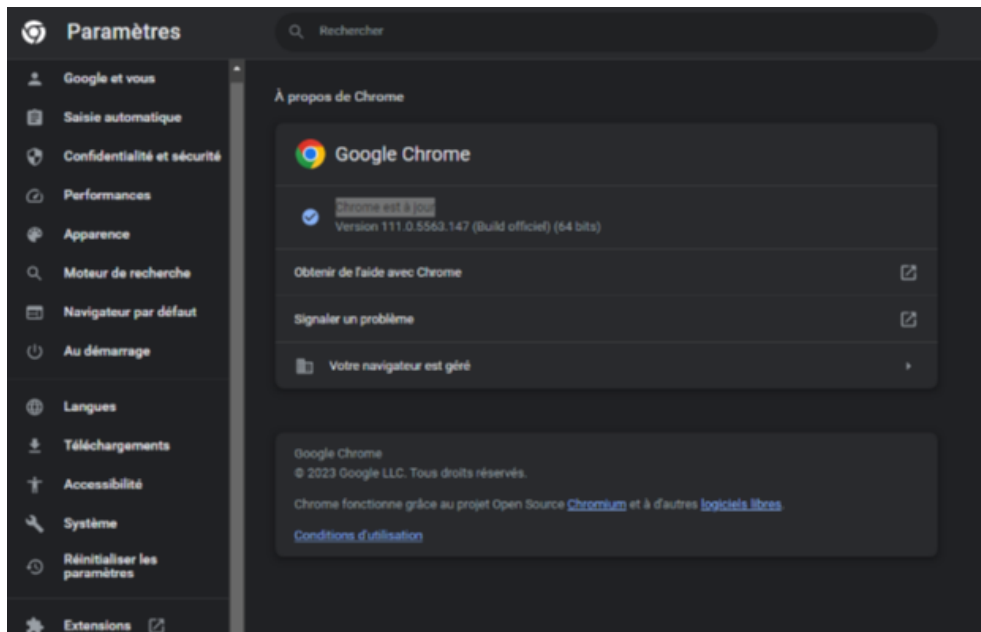 Paramètres
Rechercher
Google et vous
Saisie automatique
Confidentialité et sécurité
Performances
Apparence
Moteur de recherche
Navigateur par défaut
Au démarrage
Langues
Téléchargements
Accessibilité
Système
Réinitialiser les
paramètres
Extensions
À propos de Chrome
Google Chrome
Chrome est à jour
Version 111.0.5563.147 (Build officiel) (64 bits)
Obtenir de l'aide avec Chrome
Signaler un problème
Votre navigateur est géré
Google Chrome
© 2023 Google LLC. Tous droits réservés.
Chrome fonctionne grâce au projet Open Source Chromium et à d'autres logiciels libres.
Conditions d'utilisation